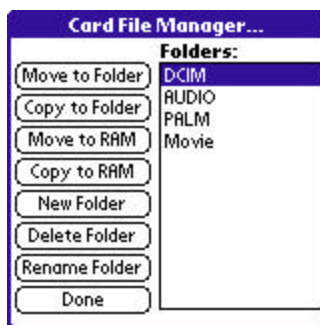 Card File Manager...
Folders:
Move to Folder
Copy to Folder
Move to RAM
Copy to RAM
New Folder
Delete Folder
Rename Folder
Done
DCIM
AUDIO
PALM
Movie